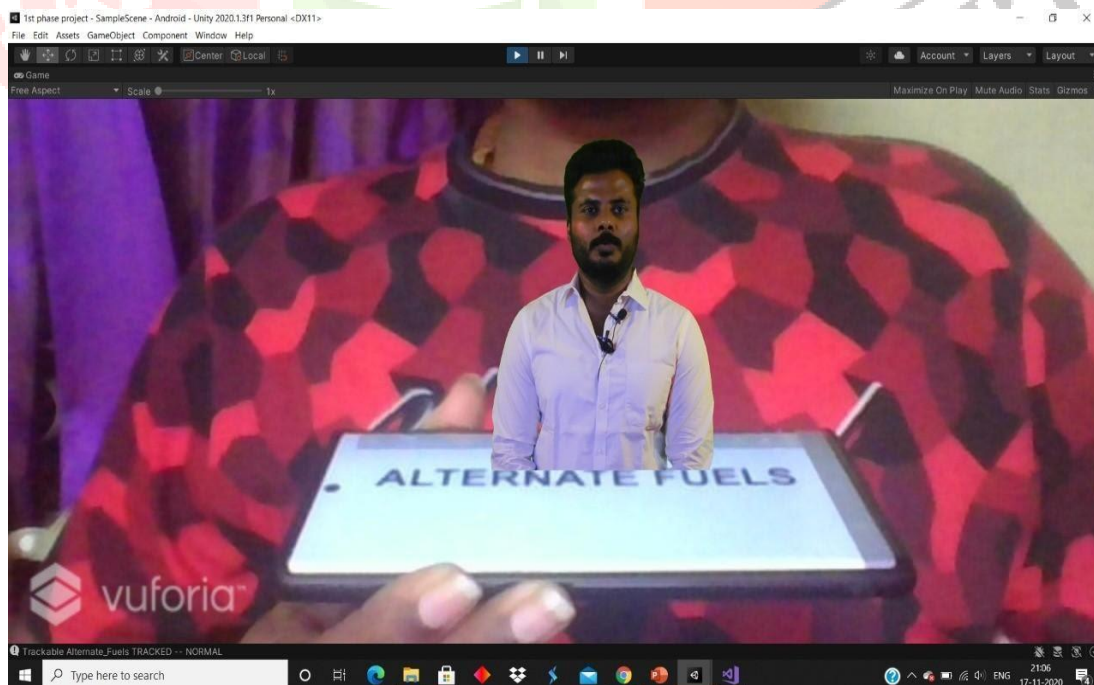 1st phase project - SampleScene - Android - Unity 2020.1.3f1 Personal <DX11>
File Edit Assets GameObject Component Window Help
Center Local Account Layers Layout
Game
Free Aspect Scale 1x Maximize On Play Mute Audio Stats Gizmos
ALTERNATE FUELS
vuforia™
Trackable Alternate_Fuels TRACKED -- NORMAL
Type here to search ENG 21:06
17-11-2020